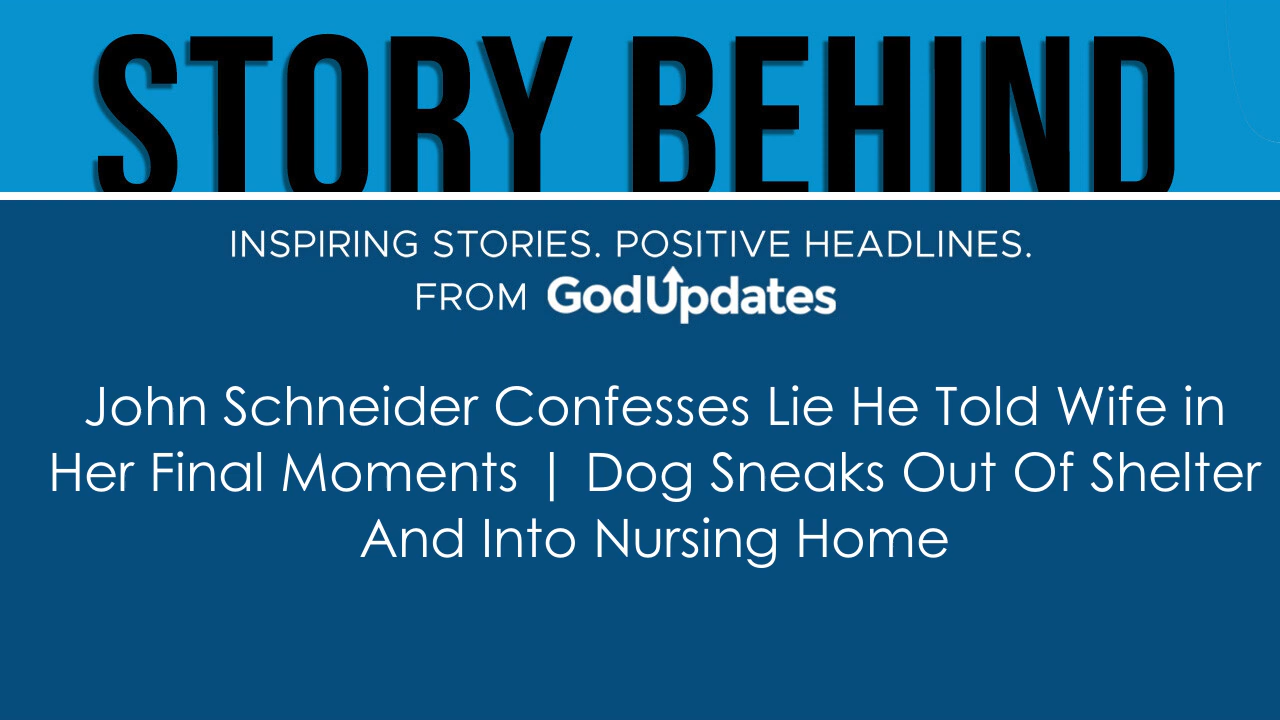 STORY BEHIND
INSPIRING STORIES. POSITIVE HEADLINES.
FROM GodUpdates
John Schneider Confesses Lie He Told Wife in
Her Final Moments | Dog Sneaks Out Of Shelter
And Into Nursing Home